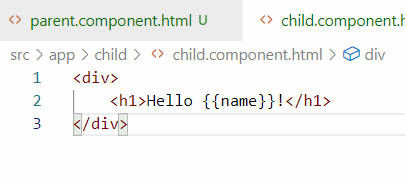 parent.component.html U
child.component.h
src > app > child > child.component.html > div
1 <div>
2 <h1>Hello {{name}}!</h1>
3 </div>